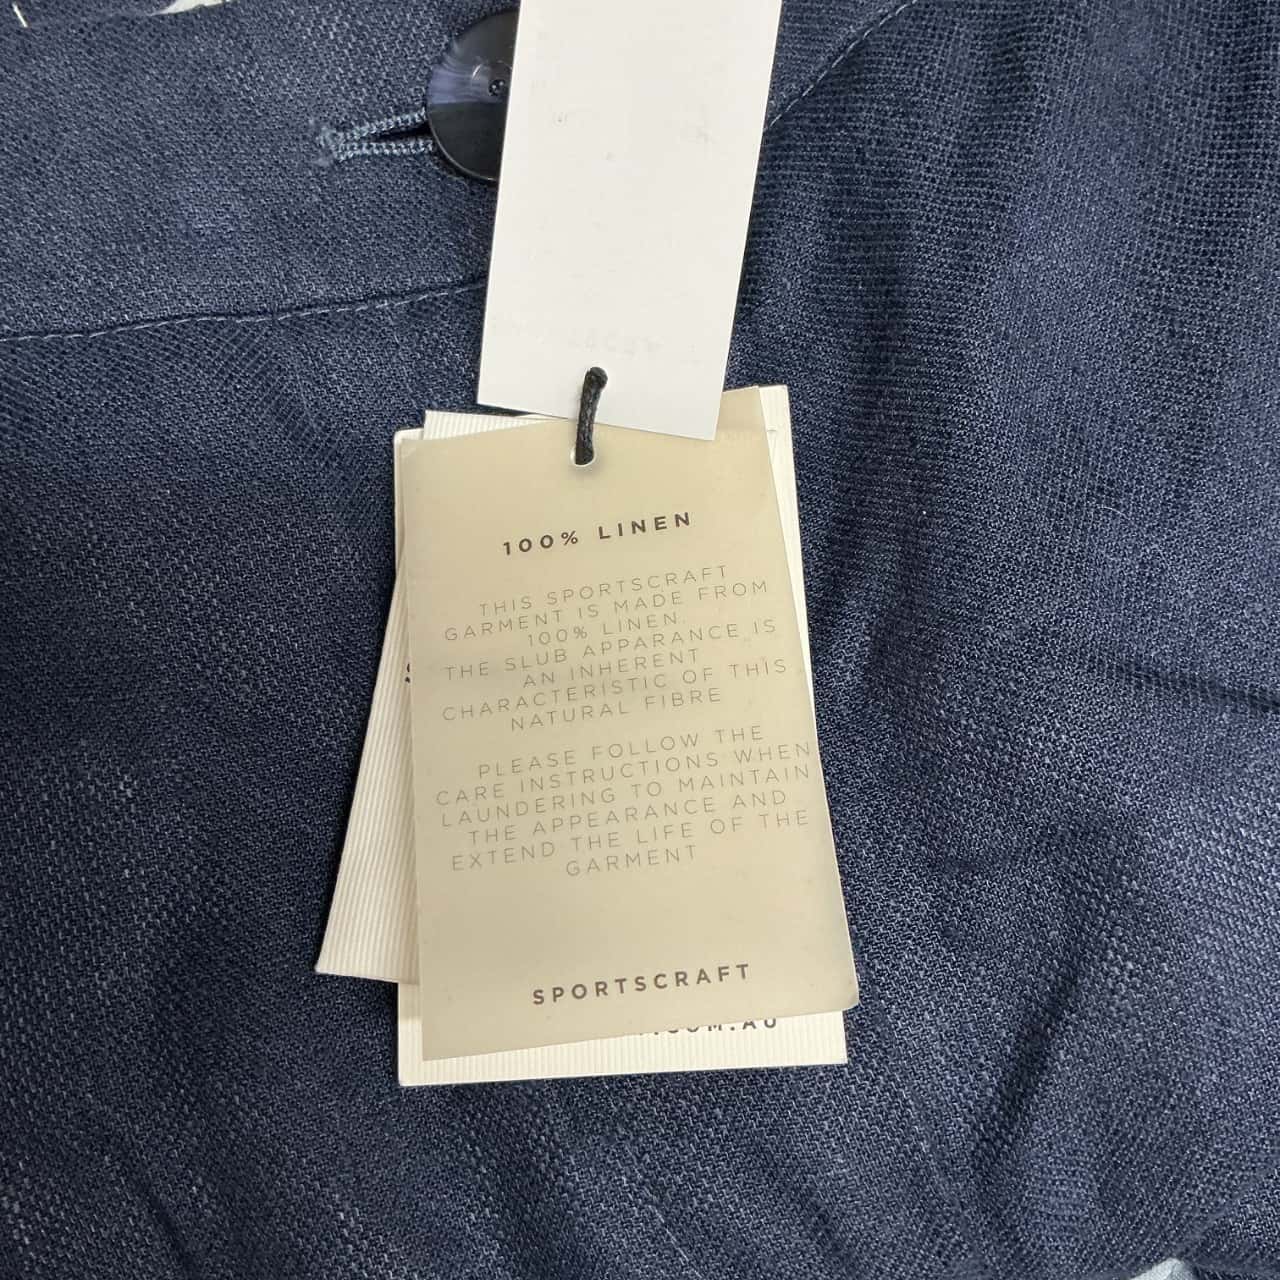 100% LINEN
THIS SPORTSCRAFT
GARMENT IS MADE FROM
100% LINEN.
THE SLUB APPARANCE IS
AN INHERENT
CHARACTERISTIC OF THIS
NATURAL FIBRE
PLEASE FOLLOW THE
CARE INSTRUCTIONS WHEN
LAUNDERING TO MAINTAIN
THE APPEARANCE AND
EXTEND THE LIFE OF THE
GARMENT
SPORTSCRAFT
.COM.AU